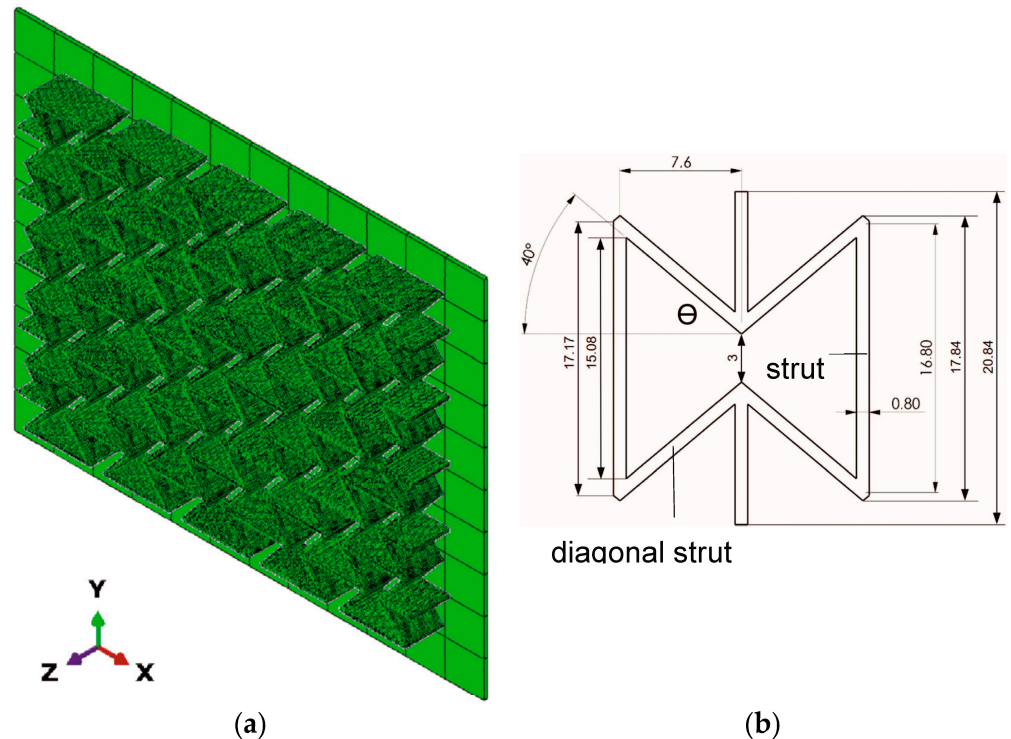 (a)
Y
Z
X
(b)
7.6
40°
Θ
17.17
15.08
3
strut
16.80
17.84
20.84
0.80
diagonal strut